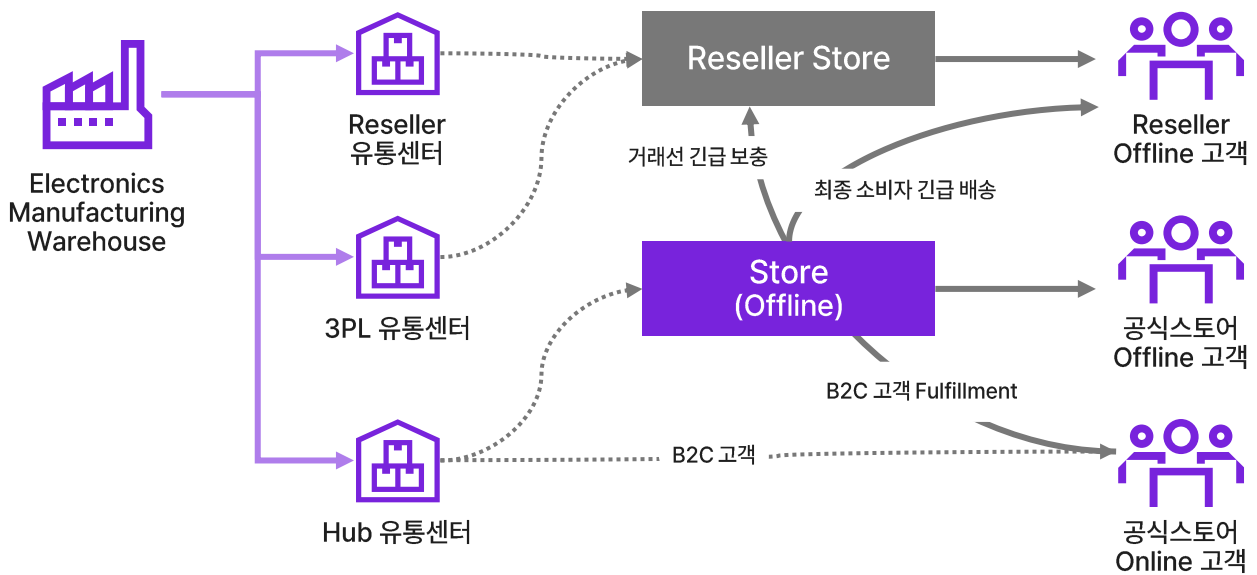 Electronics
Manufacturing
Warehouse
Reseller
유통센터
3PL 유통센터
Hub 유통센터
Reseller Store
거래선 긴급 보충
최종 소비자 긴급 배송
Store
(Offline)
B2C 고객 Fulfillment
B2C 고객
Reseller
Offline 고객
공식스토어
Offline 고객
공식스토어
Online 고객